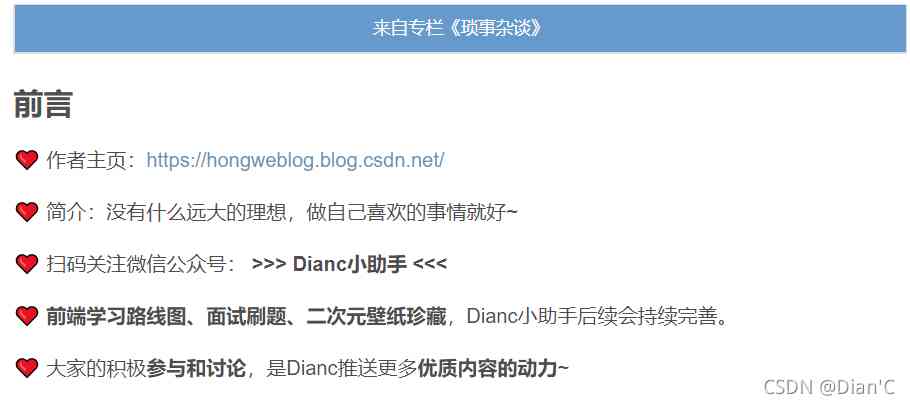 来自专栏《琐事杂谈》
前言
作者主页：https://hongweblog.blog.csdn.net/
简介：没有什么远大的理想，做自己喜欢的事情就好~
扫码关注微信公众号： >>> Dianc小助手 <<<
前端学习路线图、面试刷题、二次元壁纸珍藏，Dianc小助手后续会持续完善。
大家的积极参与和讨论，是Dianc推送更多优质内容的动力~
CSDN @Dian'C